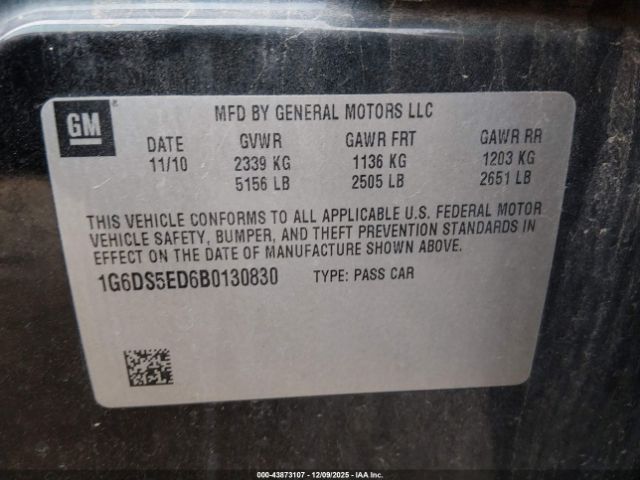 GM
MFD BY GENERAL MOTORS LLC
DATE GVWR GAWR FRT GAWR RR
11/10 2339 KG 1136 KG 1203 KG
5156 LB 2505 LB 2651 LB
THIS VEHICLE CONFORMS TO ALL APPLICABLE U.S. FEDERAL MOTOR
VEHICLE SAFETY, BUMPER, AND THEFT PREVENTION STANDARDS IN
EFFECT ON THE DATE OF MANUFACTURE SHOWN ABOVE.
1G6DS5ED6B0130830 TYPE: PASS CAR
000-43873107 - 12/09/2025 - IAAI.COM